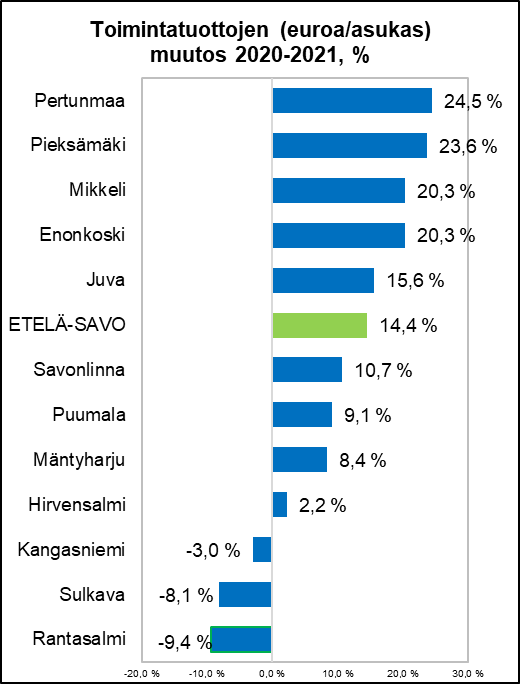 Toimintatuottojen (euroa/asukas)
muutos 2020-2021, %
Pertunmaa 24,5 %
Pieksämäki 23,6 %
Mikkeli 20,3 %
Enonkoski 20,3 %
Juva 15,6 %
ETELÄ-SAVO 14,4 %
Savonlinna 10,7 %
Puumala 9,1 %
Mäntyharju 8,4 %
Hirvensalmi 2,2 %
Kangasniemi -3,0 %
Sulkava -8,1 %
Rantasalmi -9,4 %
-20,0 % -10,0 % 0,0 % 10,0 % 20,0 % 30,0 %